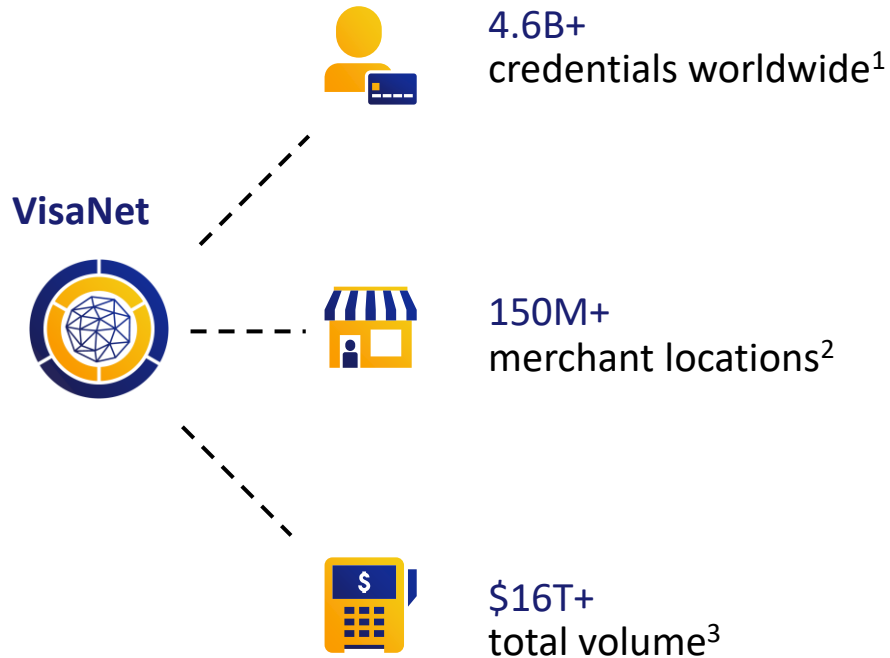 4.6B+
credentials worldwide¹
VisaNet
150M+
merchant locations²
$
$16T+
total volume³